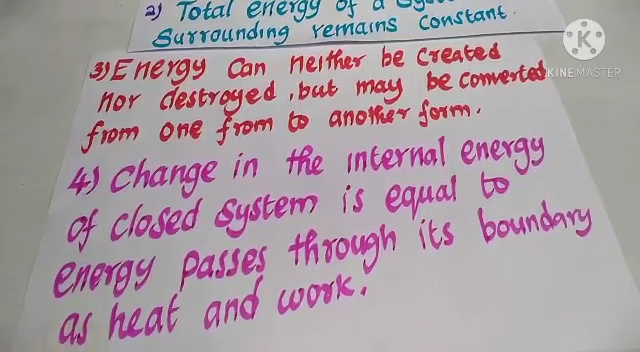 2) Total energy of a
Surrounding remains constant.
3) Energy can neither be created
nor destroyed, but may be converted
from one from to another form.
4) Change in the internal energy
of closed system is equal to
energy passes through its boundary
as heat and work.
KINEMASTER